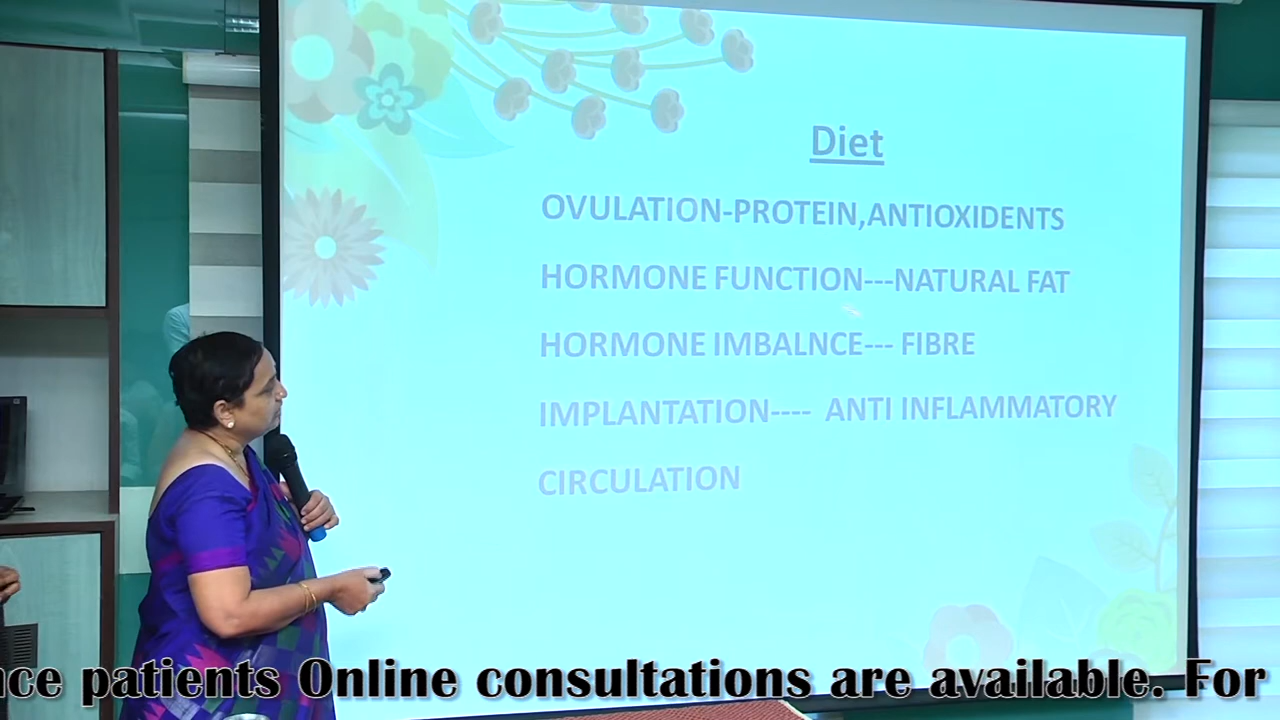 Diet
OVULATION-PROTEIN,ANTIOXIDENTS
HORMONE FUNCTION---NATURAL FAT
HORMONE IMBALNCE--- FIBRE
IMPLANTATION---- ANTI INFLAMMATORY
CIRCULATION
nce patients Online consultations are available. For